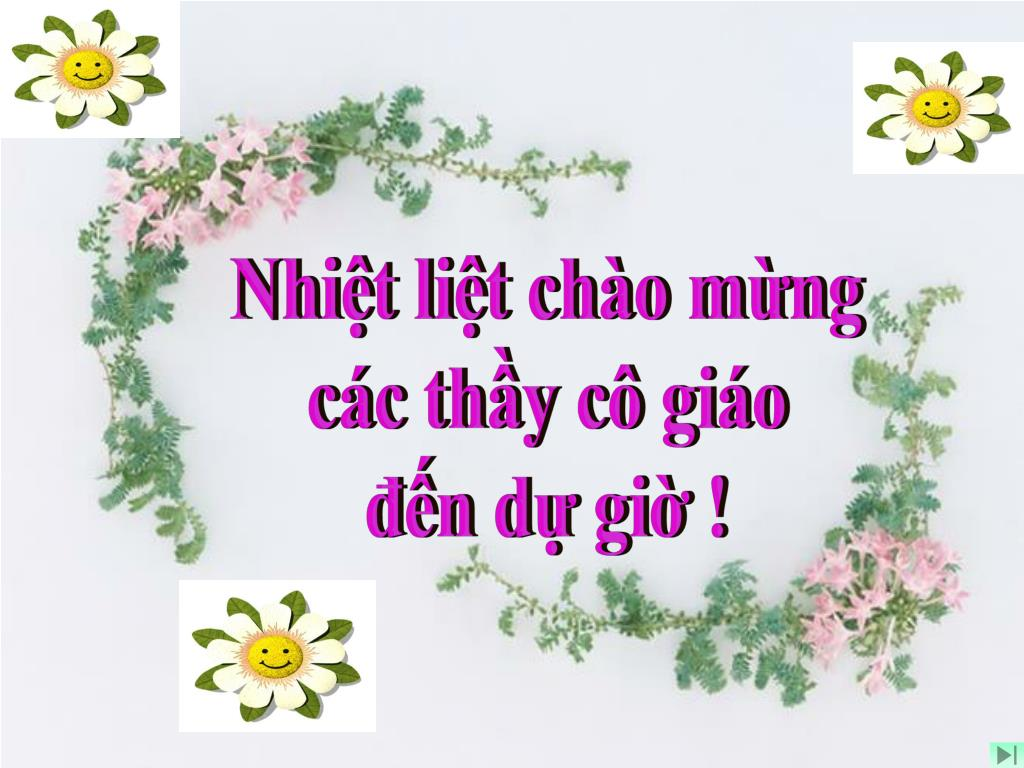 Nhiệt liệt chào mừng
các thầy cô giáo
đến dự giờ !